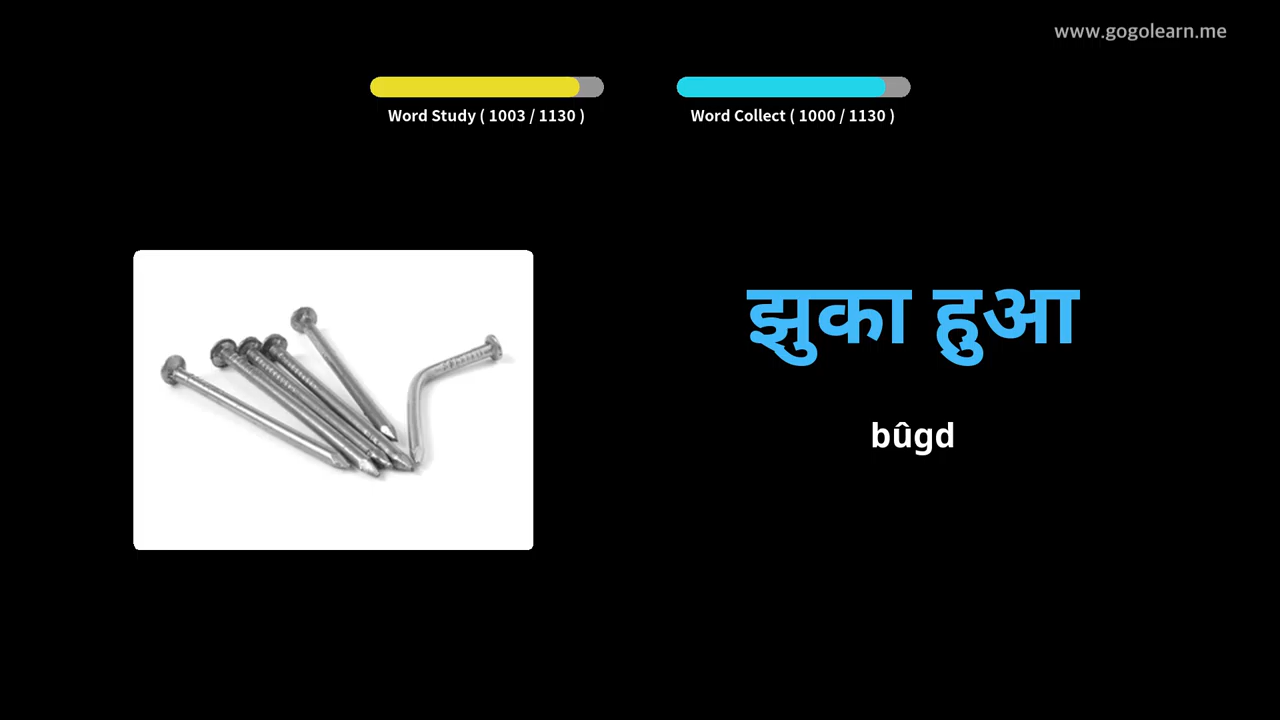 www.gogolearn.me
Word Study ( 1003 / 1130 )
Word Collect ( 1000 / 1130 )
झुका हुआ
bûgd